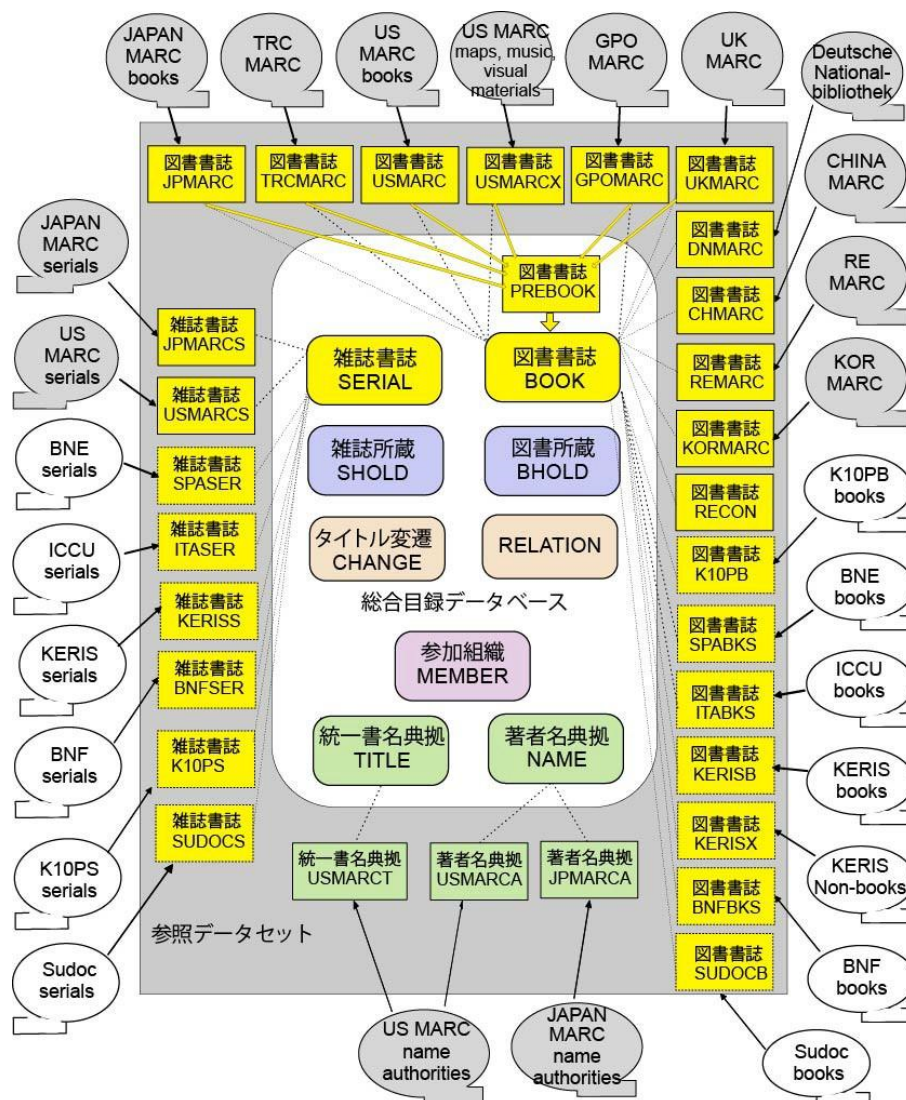 JAPAN
MARC
books
TRC
MARC
US
MARC
books
US MARC
maps, music,
visual
materials
GPO
MARC
UK
MARC
Deutsche
National-
bibliothek
図書書誌
JPMARC
図書書誌
TRCMARC
図書書誌
USMARC
図書書誌
USMARCX
図書書誌
GPOMARC
図書書誌
UKMARC
CHINA
MARC
図書書誌
DNMARC
JAPAN
MARC
serials
図書書誌
PREBOOK
図書書誌
CHMARC
RE
MARC
雑誌書誌
JPMARCS
雑誌書誌
SERIAL
図書書誌
BOOK
図書書誌
REMARC
US
MARC
serials
雑誌書誌
USMARCS
KOR
MARC
図書書誌
KORMARC
BNE
serials
雑誌書誌
SPASER
雑誌所蔵
SHOLD
図書所蔵
BHOLD
図書書誌
RECON
K10PB
books
ICCU
serials
雑誌書誌
ITASER
タイトル変遷
CHANGE
RELATION
図書書誌
K10PB
BNE
books
総合目録データベース
KERIS
serials
雑誌書誌
KERISS
図書書誌
SPABKS
参加組織
MEMBER
ICCU
books
雑誌書誌
BNFSER
図書書誌
ITABKS
BNF
serials
統一書名典拠
TITLE
著者名典拠
NAME
雑誌書誌
K10PS
図書書誌
KERISB
KERIS
books
雑誌書誌
SUDOCS
図書書誌
KERISX
KERIS
Non-books
K10PS
serials
統一書名典拠
USMARCT
著者名典拠
USMARCA
著者名典拠
JPMARCA
図書書誌
BNFBKS
参照データセット
図書書誌
SUDOCB
BNF
books
Sudoc
serials
US MARC
name
authorities
JAPAN
MARC
name
authorities
Sudoc
books